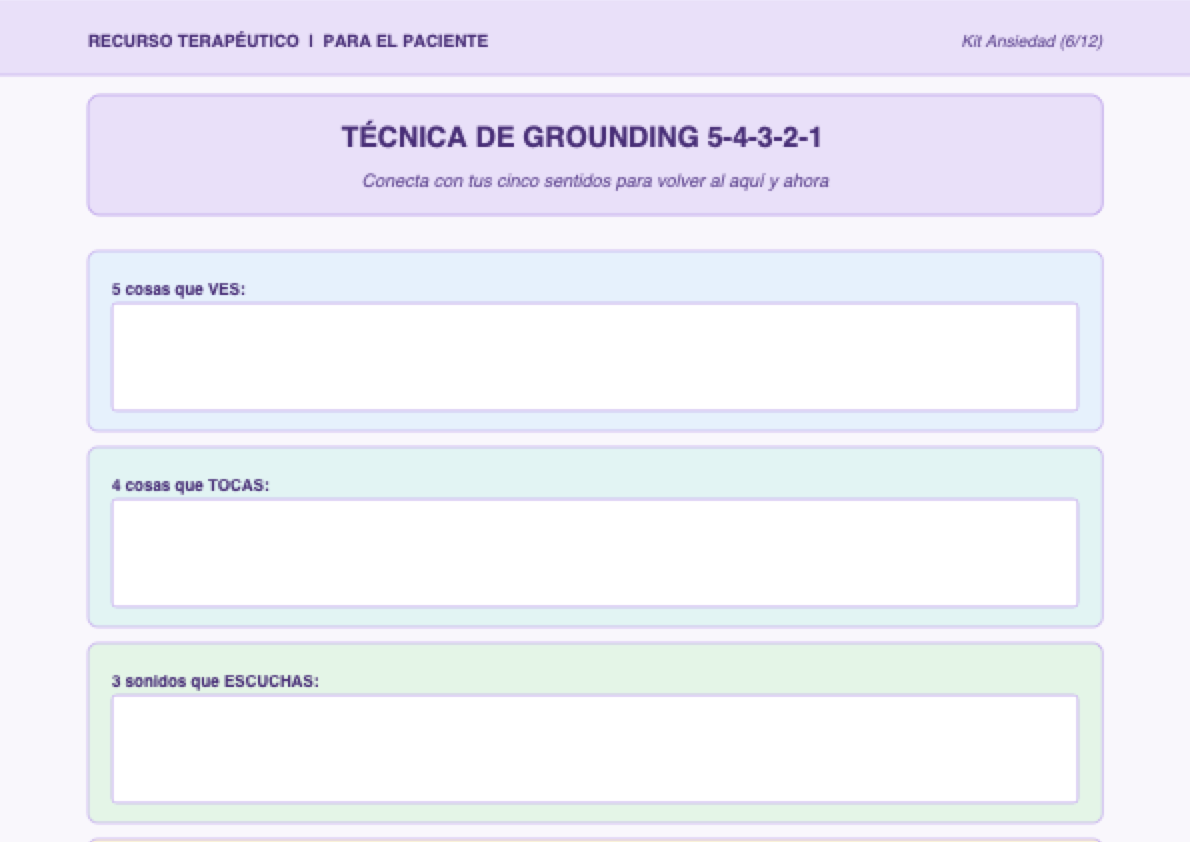 RECURSO TERAPÉUTICO | PARA EL PACIENTE
Kit Ansiedad (6/12)
TÉCNICA DE GROUNDING 5-4-3-2-1
Conecta con tus cinco sentidos para volver al aquí y ahora
5 cosas que VES:
4 cosas que TOCAS:
3 sonidos que ESCUCHAS: